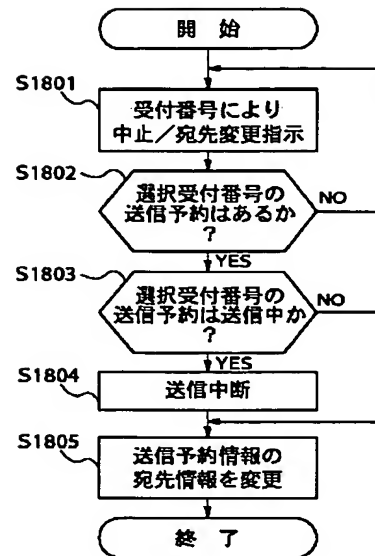 開 始
S1801
受付番号により
中止／宛先変更指示
S1802
選択受付番号の
送信予約はあるか
？
NO
YES
S1803
選択受付番号の
送信予約は送信中か
？
NO
YES
S1804
送信中断
S1805
送信予約情報の
宛先情報を変更
終 了